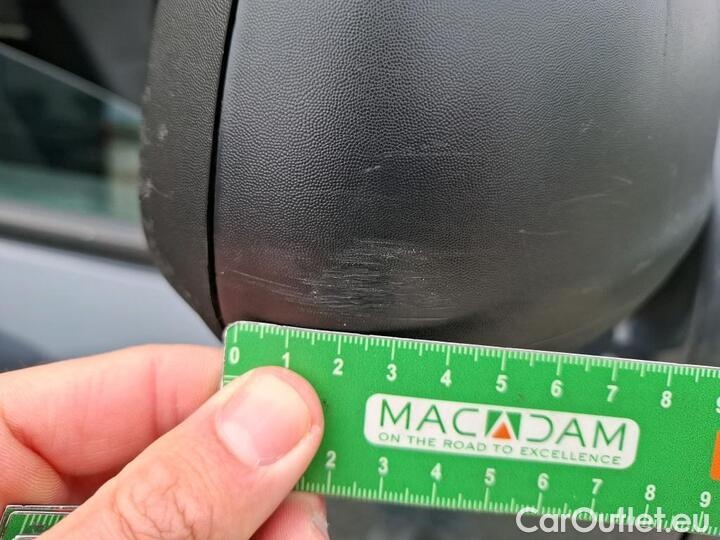 0 1 2 3 4 5 6 7 8 9
MACADAM
ON THE ROAD TO EXCELLENCE
2 3 4 5 6 7 8 9
CarOutlet.eu